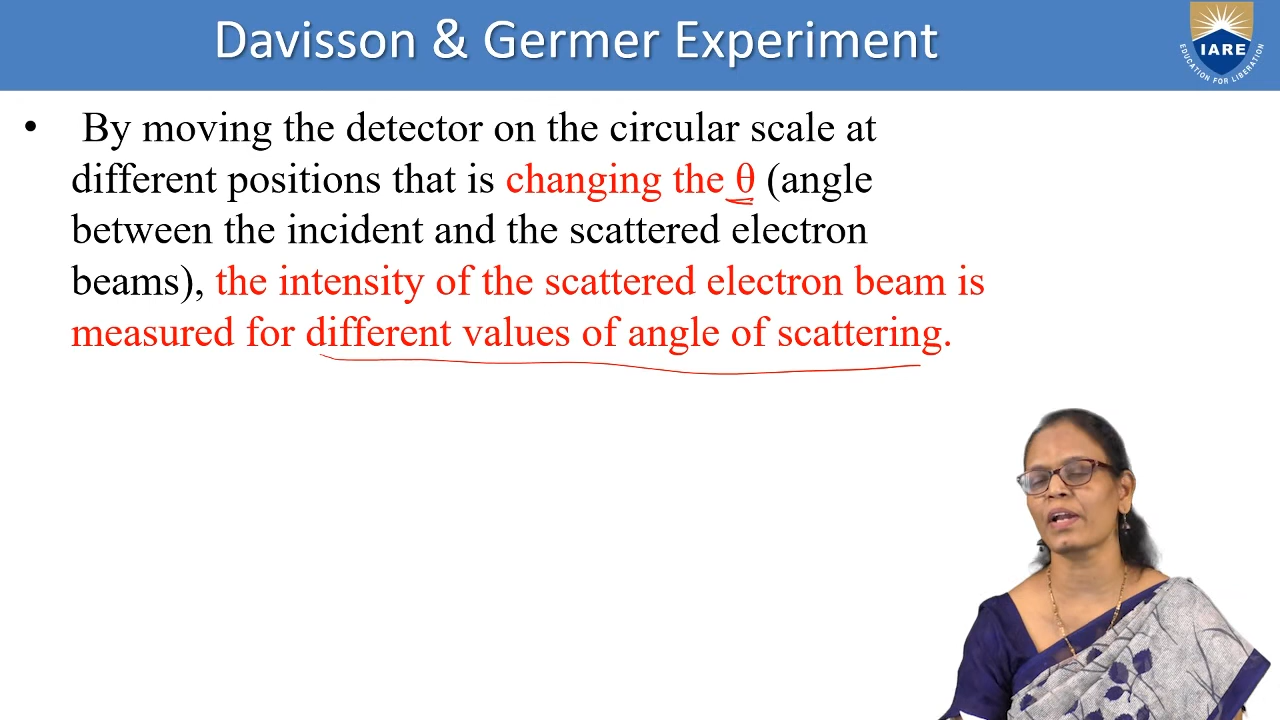 Davisson & Germer Experiment
IARE
EDUCATION FOR LIBERATION
• By moving the detector on the circular scale at
different positions that is changing the θ (angle
between the incident and the scattered electron
beams), the intensity of the scattered electron beam is
measured for different values of angle of scattering.